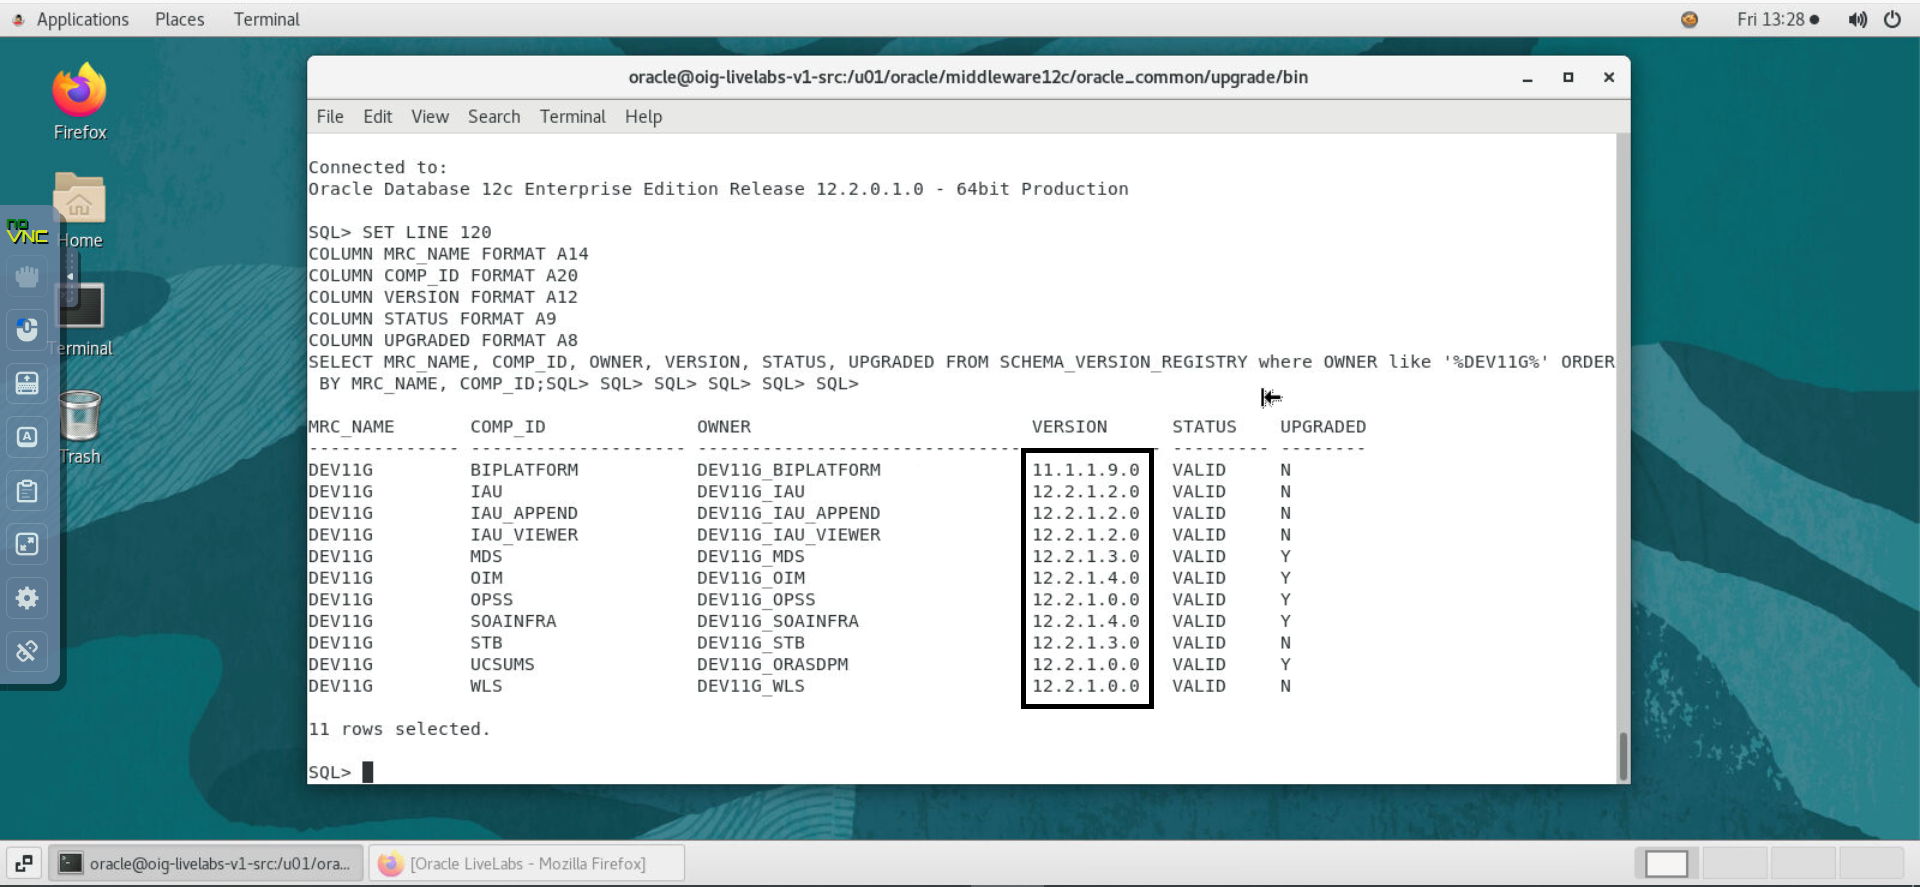 Applications Places Terminal
Fri 13:28
Firefox
Home
Terminal
Trash
no
VNC
A
oracle@oig-livelabs-v1-src:/u01/oracle/middleware12c/oracle_common/upgrade/bin
File Edit View Search Terminal Help
Connected to:
Oracle Database 12c Enterprise Edition Release 12.2.0.1.0 - 64bit Production
SQL> SET LINE 120
COLUMN MRC_NAME FORMAT A14
COLUMN COMP_ID FORMAT A20
COLUMN VERSION FORMAT A12
COLUMN STATUS FORMAT A9
COLUMN UPGRADED FORMAT A8
SELECT MRC_NAME, COMP_ID, OWNER, VERSION, STATUS, UPGRADED FROM SCHEMA_VERSION_REGISTRY where OWNER like '%DEV11G%' ORDER
BY MRC_NAME, COMP_ID;SQL> SQL> SQL> SQL> SQL> SQL>
MRC_NAME COMP_ID OWNER VERSION STATUS UPGRADED
-------------- -------------------- ------------------------------ ------------ --------- --------
DEV11G BIPLATFORM DEV11G_BIPLATFORM 11.1.1.9.0 VALID N
DEV11G IAU DEV11G_IAU 12.2.1.2.0 VALID N
DEV11G IAU_APPEND DEV11G_IAU_APPEND 12.2.1.2.0 VALID N
DEV11G IAU_VIEWER DEV11G_IAU_VIEWER 12.2.1.2.0 VALID N
DEV11G MDS DEV11G_MDS 12.2.1.3.0 VALID Y
DEV11G OIM DEV11G_OIM 12.2.1.4.0 VALID Y
DEV11G OPSS DEV11G_OPSS 12.2.1.0.0 VALID Y
DEV11G SOAINFRA DEV11G_SOAINFRA 12.2.1.4.0 VALID Y
DEV11G STB DEV11G_STB 12.2.1.3.0 VALID N
DEV11G UCSUMS DEV11G_ORASDPM 12.2.1.0.0 VALID Y
DEV11G WLS DEV11G_WLS 12.2.1.0.0 VALID N
11 rows selected.
SQL>
oracle@oig-livelabs-v1-src:/u01/ora... [Oracle LiveLabs - Mozilla Firefox]